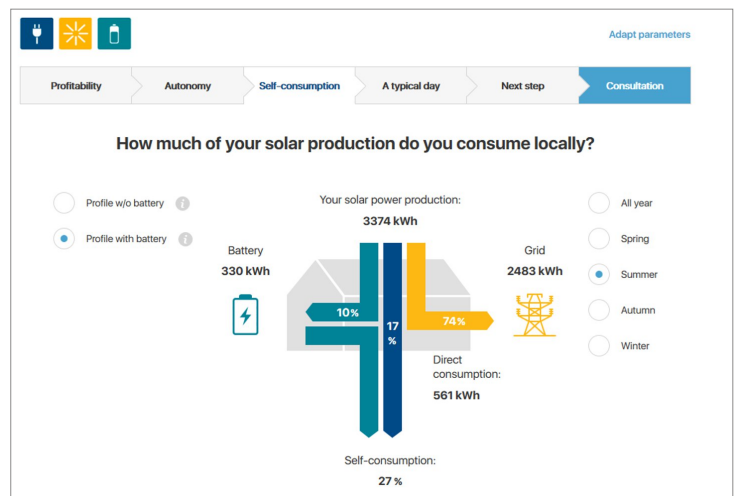 Adapt parameters
Profitability
Autonomy
Self-consumption
A typical day
Next step
Consultation
How much of your solar production do you consume locally?
Profile w/o battery i
Profile with battery i
Your solar power production:
3374 kWh
Battery
330 kWh
Grid
2483 kWh
10%
17
%
74%
Direct
consumption:
561 kWh
Self-consumption:
27 %
All year
Spring
Summer
Autumn
Winter